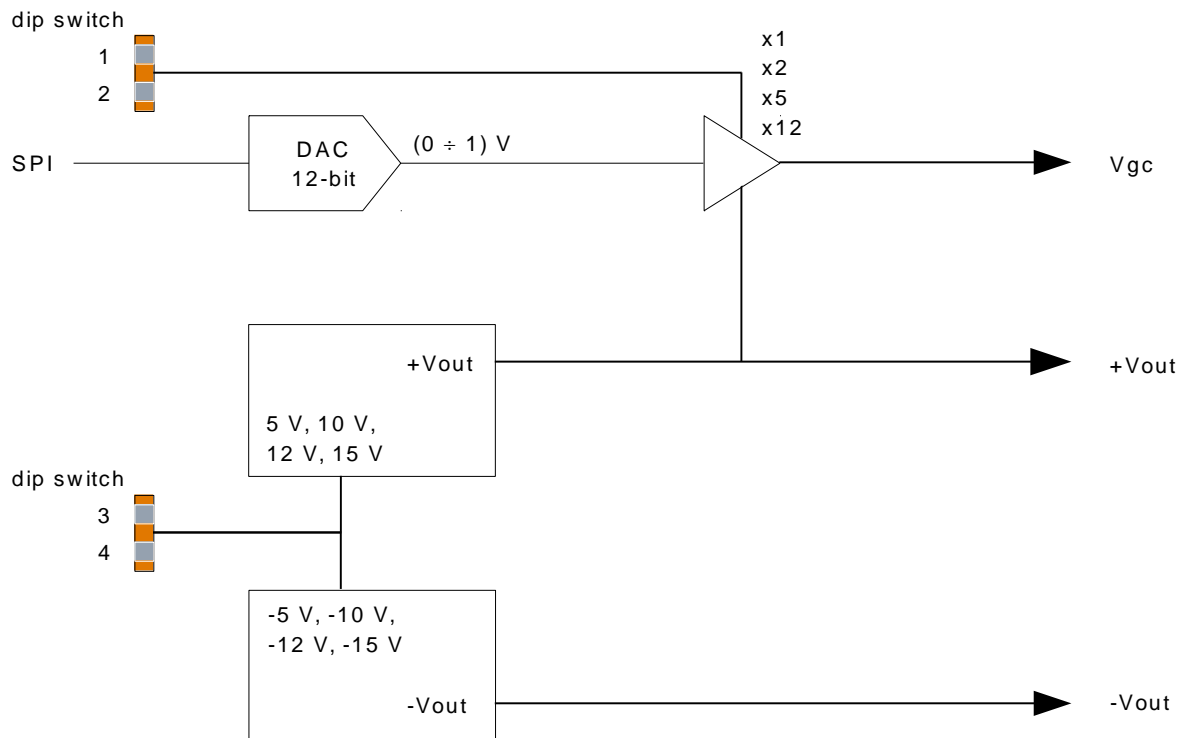 dip switch
1
2
x1
x2
x5
x12
SPI
DAC
12-bit
(0 ÷ 1) V
Vgc
+Vout
5 V, 10 V,
12 V, 15 V
+Vout
dip switch
3
4
-5 V, -10 V,
-12 V, -15 V
-Vout
-Vout